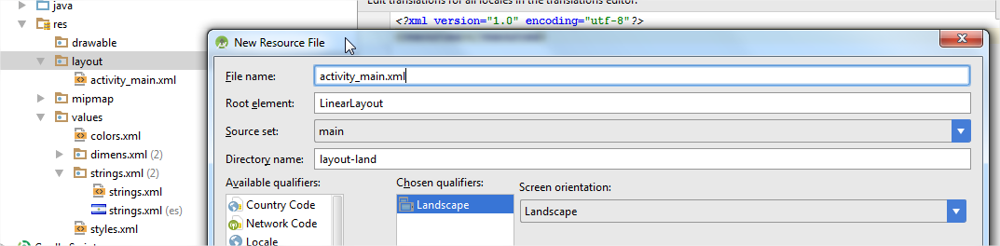 java
res
drawable
layout
activity_main.xml
mipmap
values
colors.xml
dimens.xml (2)
strings.xml (2)
strings.xml
strings.xml (es)
styles.xml
Edit translations for all locales in the translations editor.
<?xml version="1.0" encoding="utf-8"?>
New Resource File
File name:
activity_main.xml
Root element:
LinearLayout
Source set:
main
Directory name:
layout-land
Available qualifiers:
Country Code
Network Code
Locale
Chosen qualifiers:
Landscape
Screen orientation:
Landscape